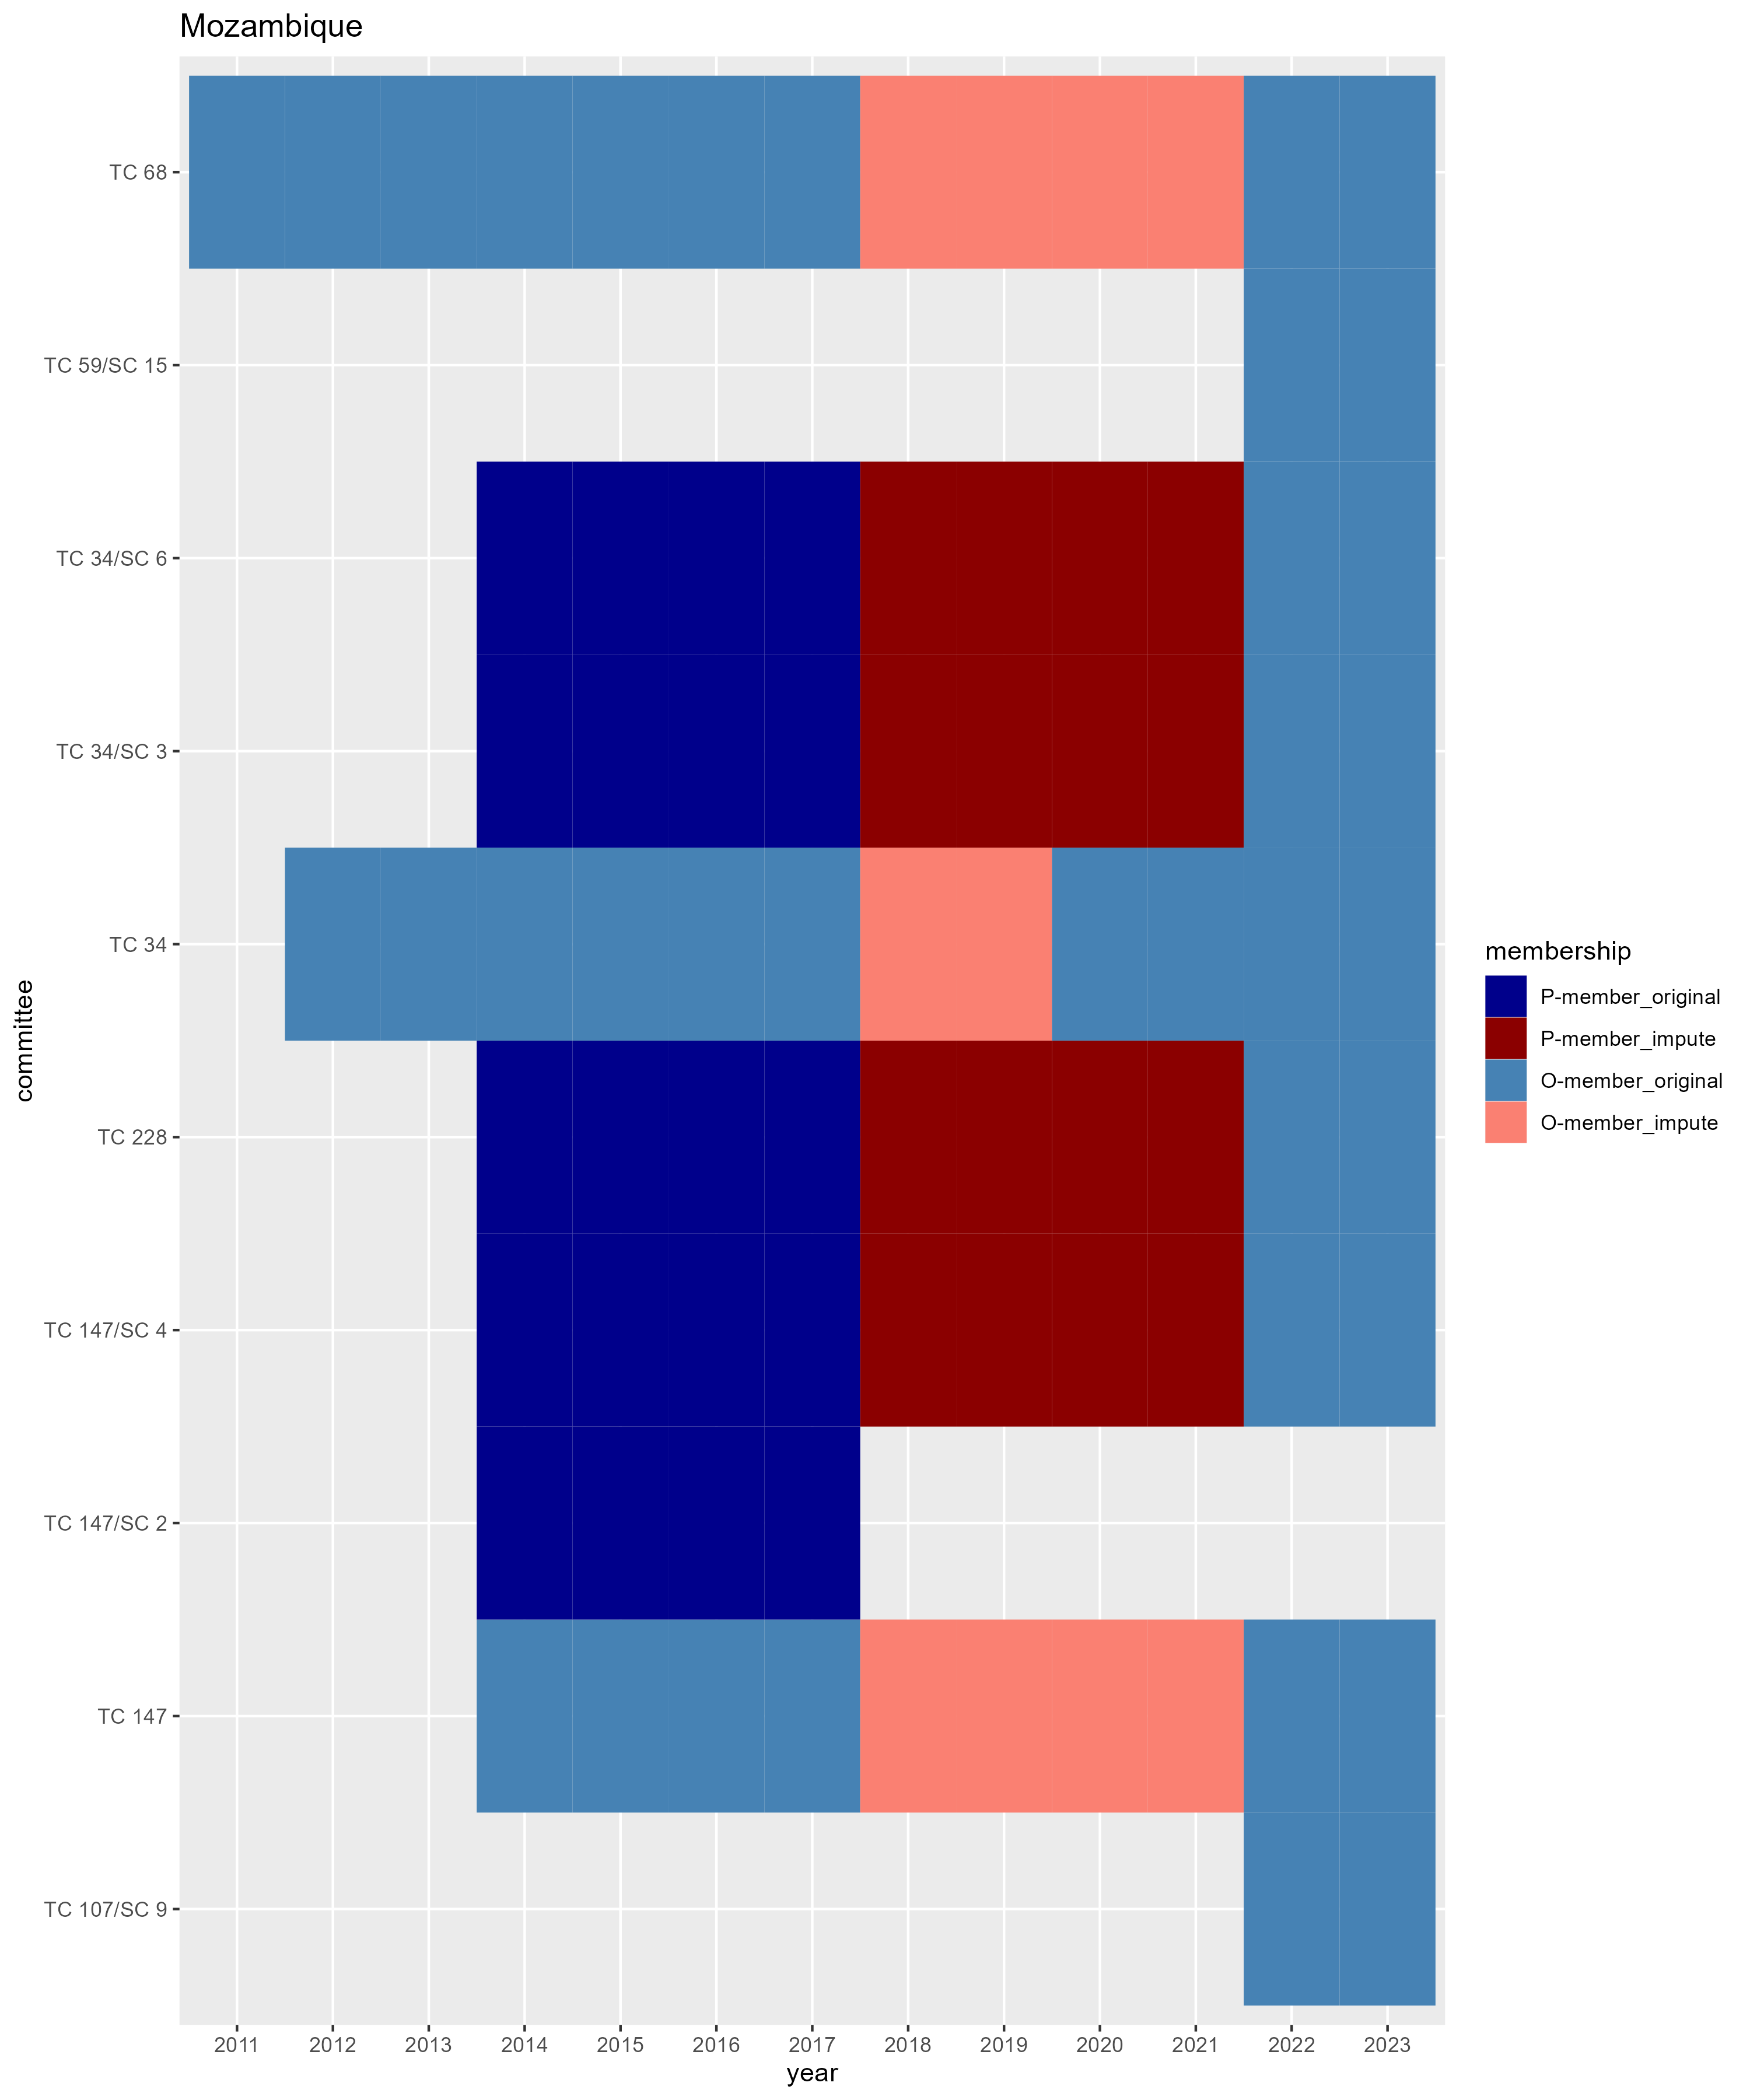 Mozambique
TC 68
TC 59/SC 15
TC 34/SC 6
TC 34/SC 3
TC 34
TC 228
TC 147/SC 4
TC 147/SC 2
TC 147
TC 107/SC 9
committee
2011 2012 2013 2014 2015 2016 2017 2018 2019 2020 2021 2022 2023
year
membership
P-member_original
P-member_impute
O-member_original
O-member_impute